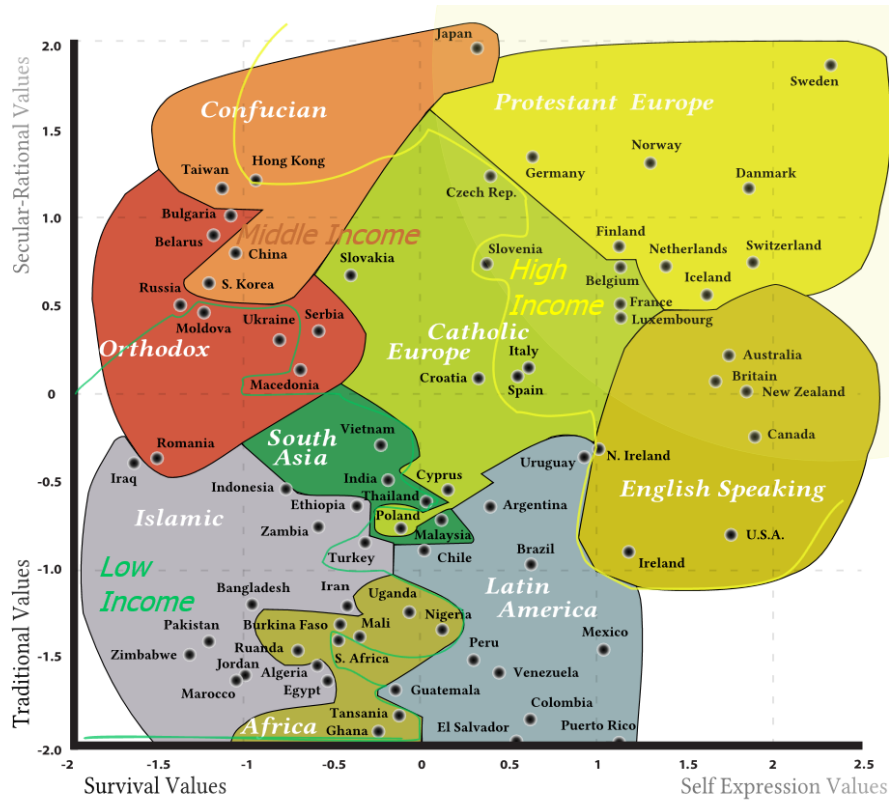 Japan
2.0
Sweden
Confucian
Protestant Europe
1.5
Norway
Hong Kong
Germany
Danmark
Taiwan
Czech Rep.
Secular-Rational Values
1.0
Bulgaria
Belarus
Middle Income
Finland
Switzerland
China
Slovakia
Slovenia
Netherlands
High
Income
Belgium
Iceland
Russia
S. Korea
0.5
France
Moldova
Ukraine
Serbia
Luxembourg
Orthodox
Catholic
Europe
Italy
Australia
Macedonia
Croatia
Spain
Britain
New Zealand
0
South
Asia
Vietnam
Canada
Romania
Uruguay
N. Ireland
Iraq
-0.5
Indonesia
India
Cyprus
Thailand
English Speaking
Islamic
Ethiopia
Poland
Argentina
Zambia
Malaysia
U.S.A.
Turkey
Chile
Brazil
Ireland
-1.0
Low
Income
Latin
America
Bangladesh
Iran
Uganda
Pakistan
Burkina Faso
Mali
Nigeria
Mexico
Traditional Values
-1.5
Zimbabwe
Ruanda
S. Africa
Peru
Jordan
Algeria
Venezuela
Marocco
Egypt
Guatemala
Africa
Tansania
Ghana
Colombia
El Salvador
Puerto Rico
-2.0
-2
-1.5
-1
-0.5
0
0.5
1
1.5
2
2.5
Survival Values
Self Expression Values